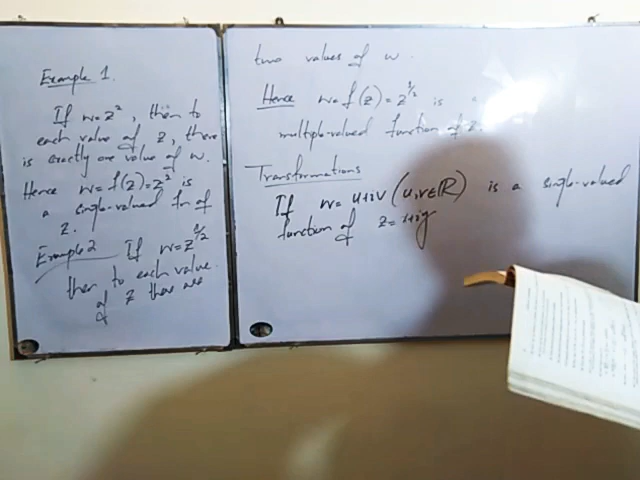 Example 1.
If w=z², then to
each value of z, there
is exactly one value of w.
Hence w=f(z)=z² is
a single-valued fn of
z.
Example 2 If w=z^{1/2}
then to each value
of z there are
two values of w.
Hence w=f(z)=z^{1/2} is a
multiple-valued function of z.
Transformations
If w=u+iv (u,v∈ℝ) is a single-valued
function of z=x+iy